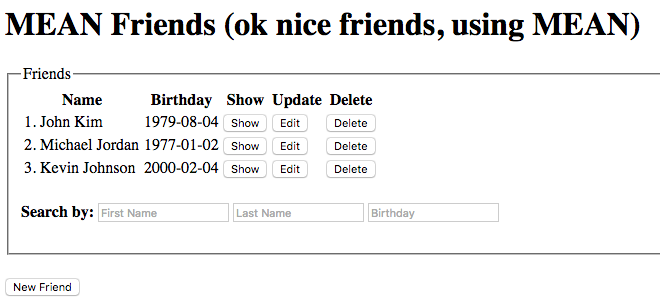 MEAN Friends (ok nice friends, using MEAN)
Friends
Name Birthday Show Update Delete
1. John Kim 1979-08-04 Show Edit Delete
2. Michael Jordan 1977-01-02 Show Edit Delete
3. Kevin Johnson 2000-02-04 Show Edit Delete
Search by: First Name Last Name Birthday
New Friend